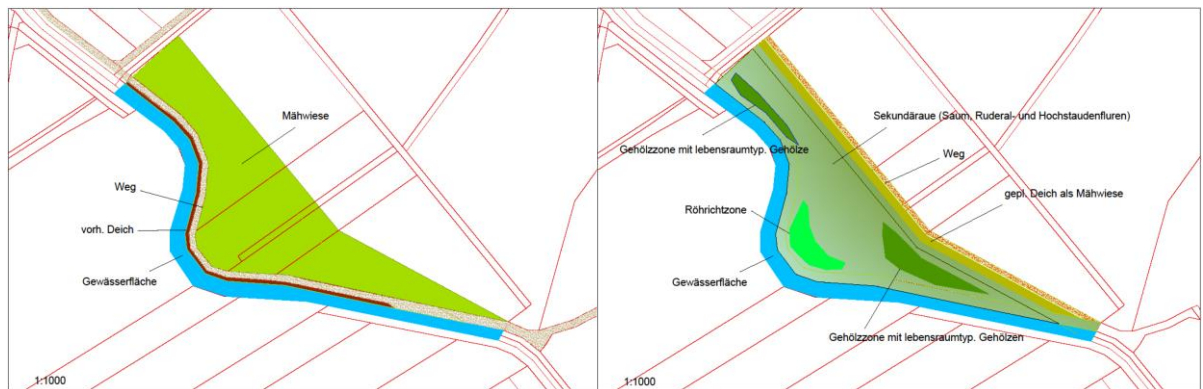 Mähwiese
Weg
vorh. Deich
Gewässerfläche
1:1000
Sekundäraue (Saum, Ruderal- und Hochstaudenfluren)
Gehölzzone mit lebensraumtyp. Gehölze
Weg
gepl. Deich als Mähwiese
Röhrichtzone
Gewässerfläche
Gehölzzone mit lebensraumtyp. Gehölzen
1:1000